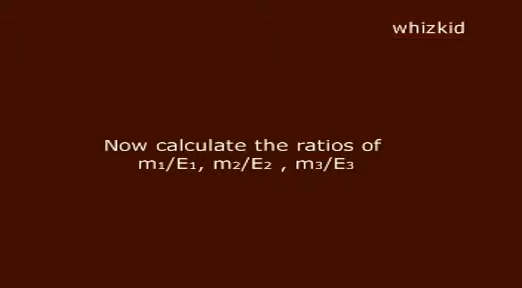 whizkid
Now calculate the ratios of
m₁/E₁, m₂/E₂ , m₃/E₃